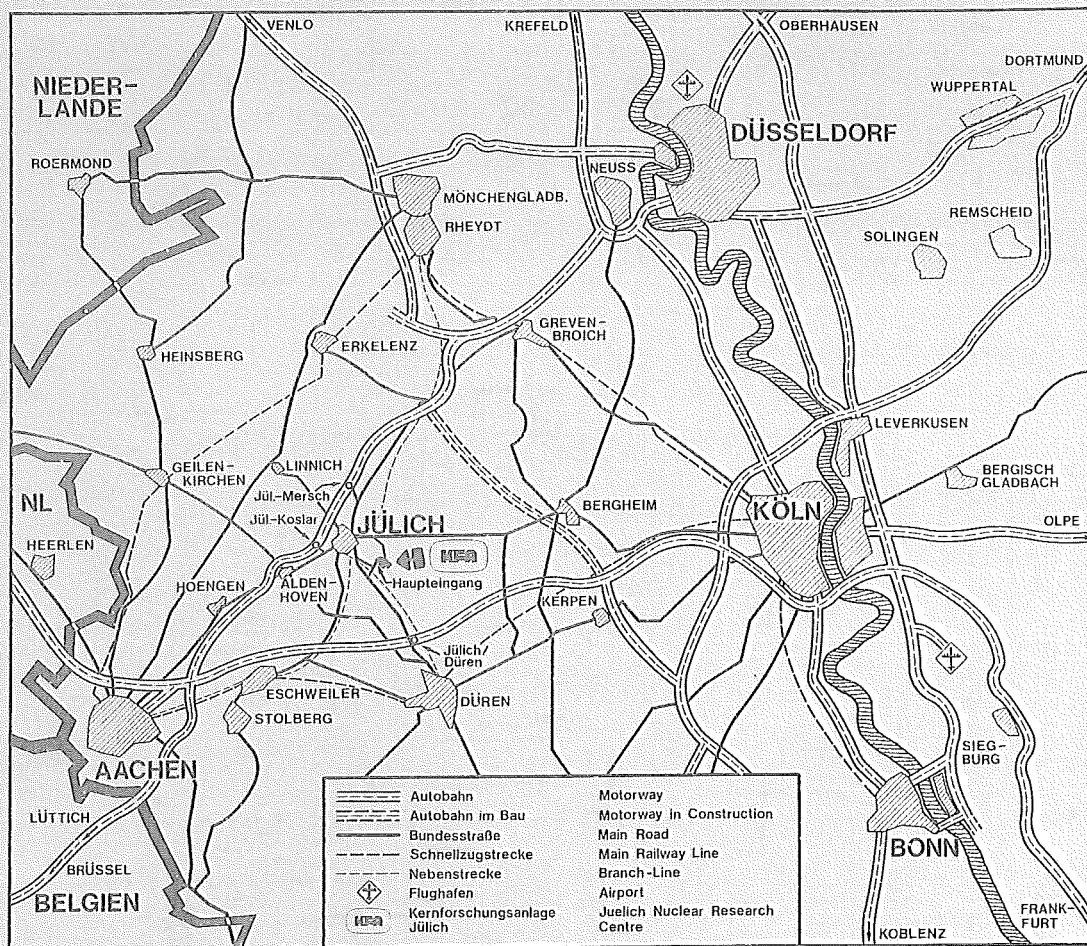 VENLO
KREFELD
OBERHAUSEN
DORTMUND
WUPPERTAL
NIEDER-
LANDE
DÜSSELDORF
ROERMOND
NEUSS
MÖNCHENGLADB.
RHEYDT
REMSCHEID
SOLINGEN
GREVEN-
BROICH
ERKELENZ
HEINSBERG
LEVERKUSEN
GEILEN-
KIRCHEN
LINNICH
BERGISCH
GLADBACH
Jül.-Mersch
NL
BERGHEIM
KÖLN
Jül.-Koslar
JÜLICH
OLPE
HEERLEN
KFA
HOENGEN
ALDEN-
HOVEN
Haupteingang
KERPEN
Jülich/
Düren
ESCHWEILER
DÜREN
STOLBERG
SIEG-
BURG
AACHEN
LÜTTICH
BONN
BRÜSSEL
BELGIEN
FRANK-
FURT
KOBLENZ
Autobahn Motorway
Autobahn im Bau Motorway in Construction
Bundesstraße Main Road
Schnellzugstrecke Main Railway Line
Nebenstrecke Branch-Line
Flughafen Airport
KFA Kernforschungsanlage Juelich Nuclear Research
Jülich Centre